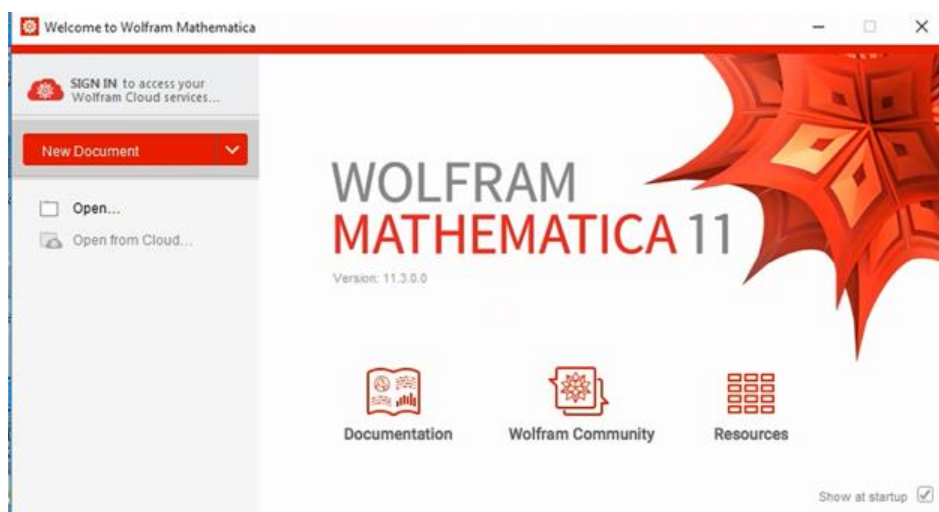 Welcome to Wolfram Mathematica
SIGN IN to access your
Wolfram Cloud services...
New Document
Open...
Open from Cloud...
WOLFRAM
MATHEMATICA 11
Version: 11.3.0.0
Documentation
Wolfram Community
Resources
Show at startup